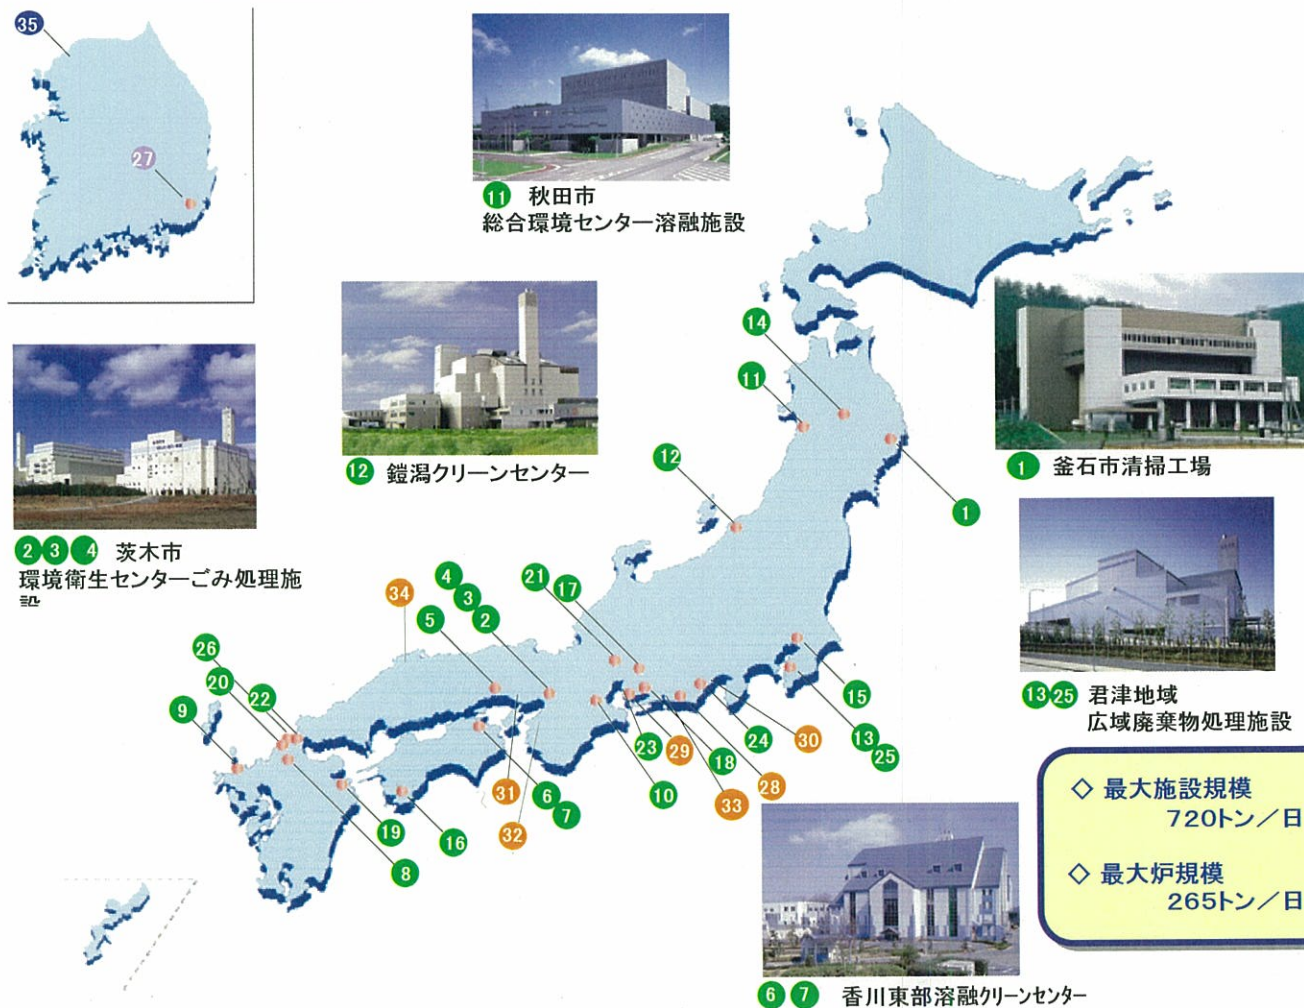 35
27
11 秋田市
総合環境センター溶融施設
12 鎧潟クリーンセンター
2 3 4 茨木市
環境衛生センターごみ処理施
設
1 釜石市清掃工場
13 25 君津地域
広域廃棄物処理施設
14
11
12
1
21
17
4
3
2
34
5
26
20
22
9
15
13
25
30
24
18
28
29
23
33
10
31
6
7
32
16
19
8
◇ 最大施設規模
720トン/日
◇ 最大炉規模
265トン/日
6 7 香川東部溶融クリーンセンター